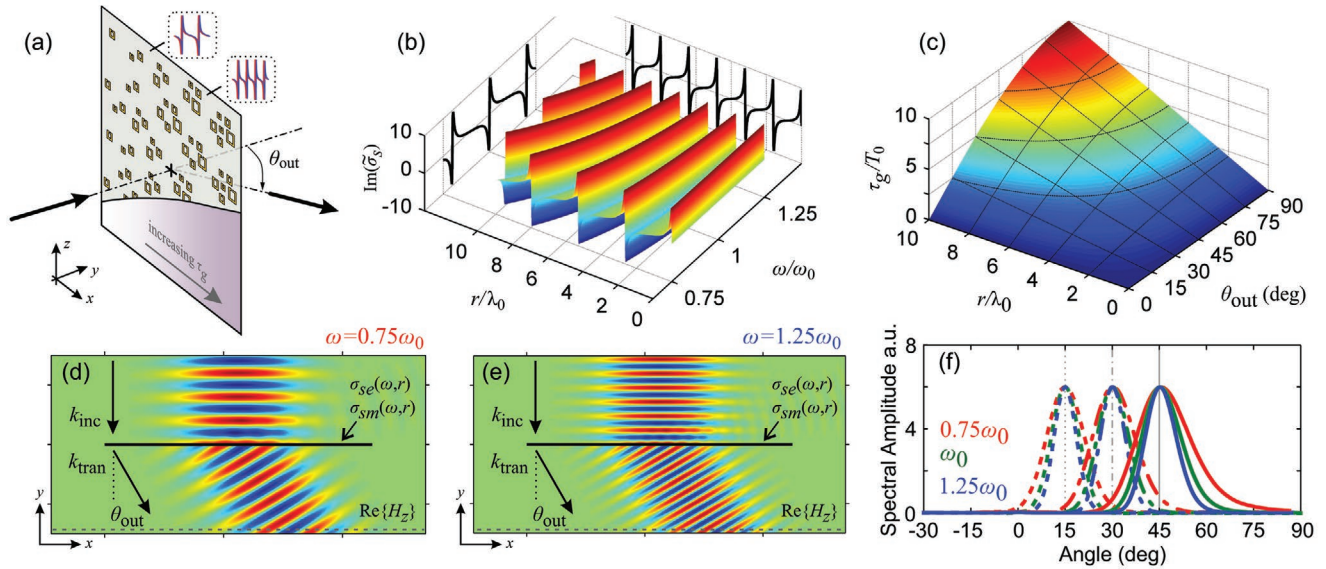 (a)
θout
increasing τg
z
y
x
(b)
Im(σ̃s)
10
0
-10
10
8
6
4
2
0
r/λ0
0.75
1
1.25
ω/ω0
(c)
τg/T0
10
5
0
10
8
6
4
2
0
r/λ0
0
15
30
45
60
75
90
θout (deg)
ω=0.75ω0
(d)
kinc
σse(ω,r)
σsm(ω,r)
ktran
θout
Re{Hz}
y
x
ω=1.25ω0
(e)
kinc
σse(ω,r)
σsm(ω,r)
ktran
θout
Re{Hz}
y
x
(f)
Spectral Amplitude a.u.
8
6
4
2
0
0.75ω0
ω0
1.25ω0
-30 -15 0 15 30 45 60 75 90
Angle (deg)